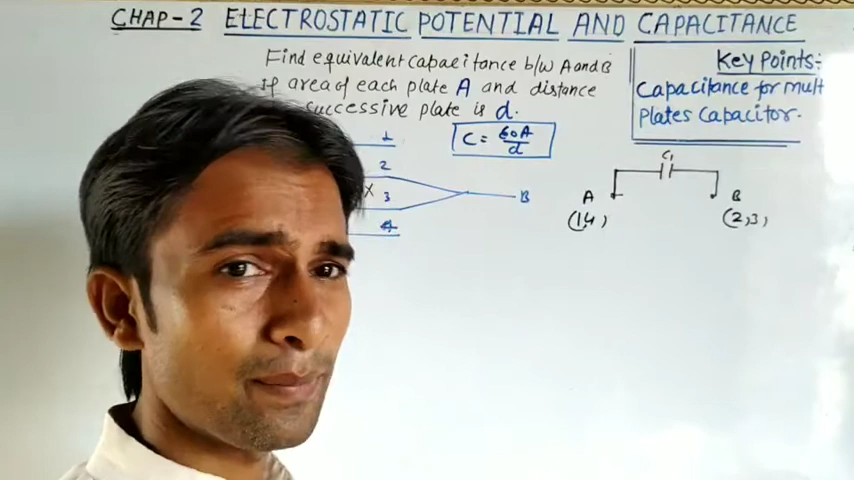 CHAP-2 ELECTROSTATIC POTENTIAL AND CAPACITANCE
Find equivalent capacitance b/w A and B
If area of each plate A and distance
successive plate is d.
C = ε0A/d
Key Points:-
Capacitance for mult
Plates Capacitor.
1
2
X 3
4
B
C1
A B
(1,4) (2,3,